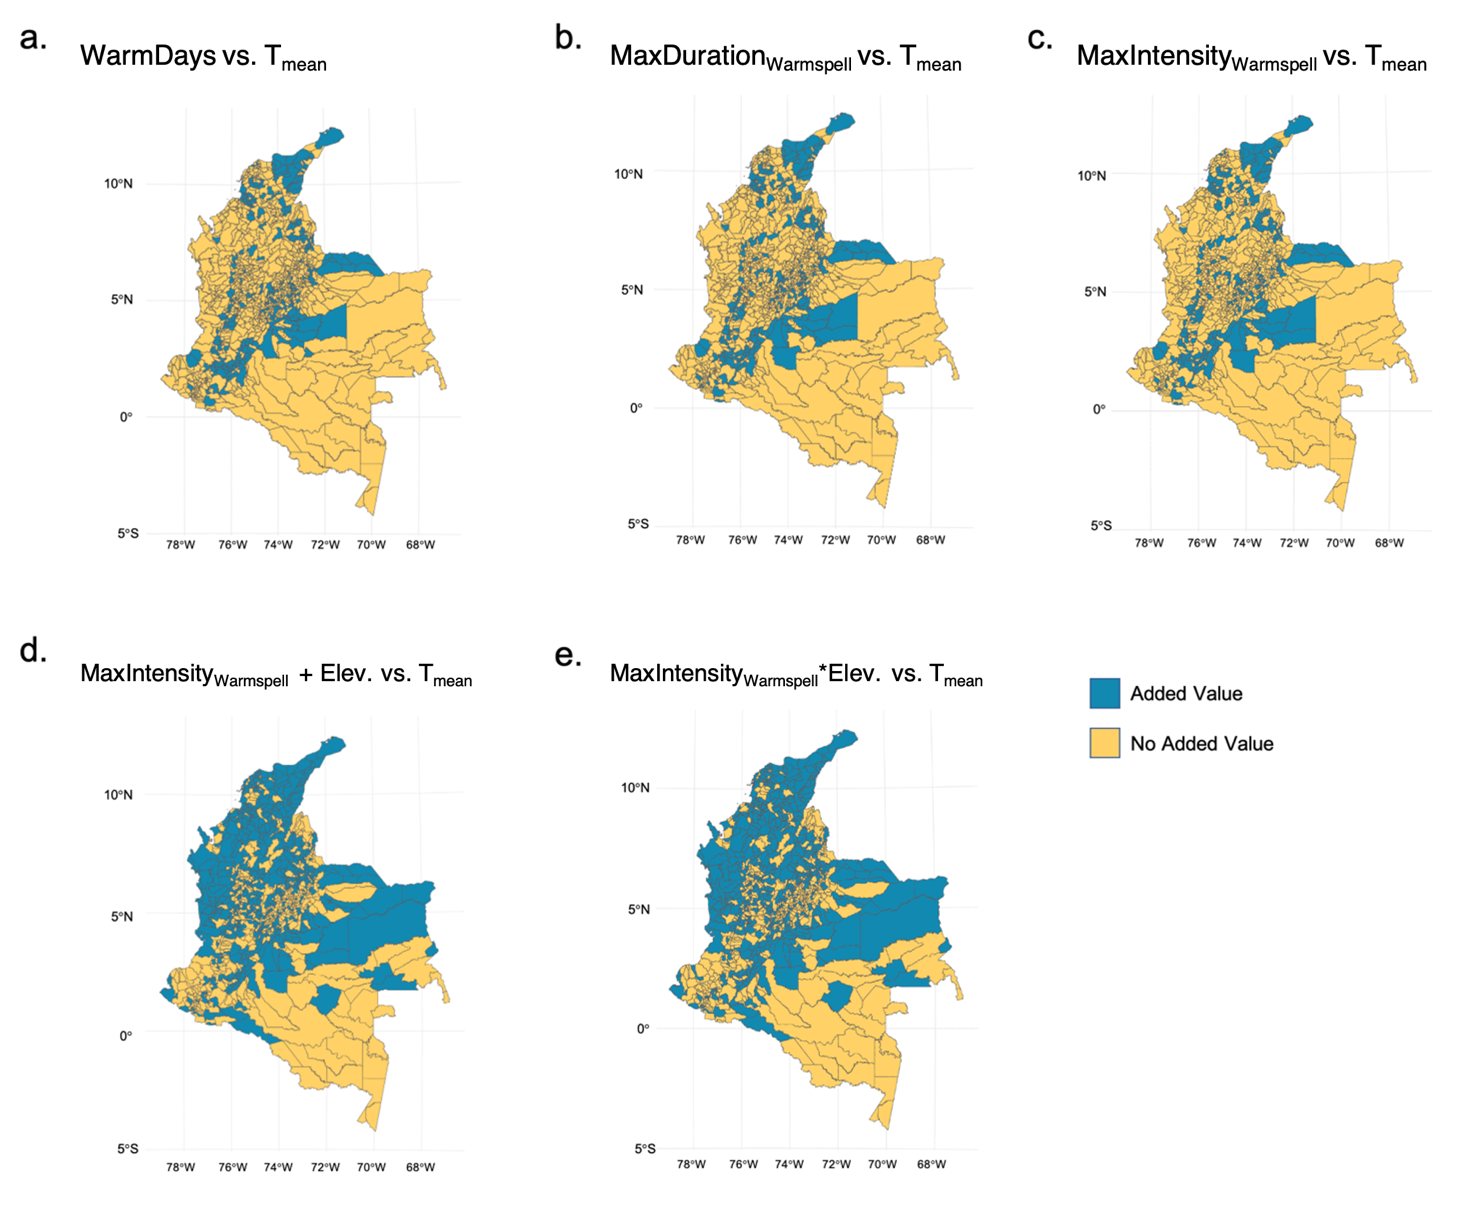 a.
WarmDays vs. Tmean
10°N
5°N
0°
5°S
78°W 76°W 74°W 72°W 70°W 68°W
b.
MaxDurationWarmspell vs. Tmean
10°N
5°N
0°
5°S
78°W 76°W 74°W 72°W 70°W 68°W
c.
MaxIntensityWarmspell vs. Tmean
10°N
5°N
0°
5°S
78°W 76°W 74°W 72°W 70°W 68°W
d.
MaxIntensityWarmspell + Elev. vs. Tmean
10°N
5°N
0°
5°S
78°W 76°W 74°W 72°W 70°W 68°W
e.
MaxIntensityWarmspell*Elev. vs. Tmean
10°N
5°N
0°
5°S
78°W 76°W 74°W 72°W 70°W 68°W
Added Value
No Added Value